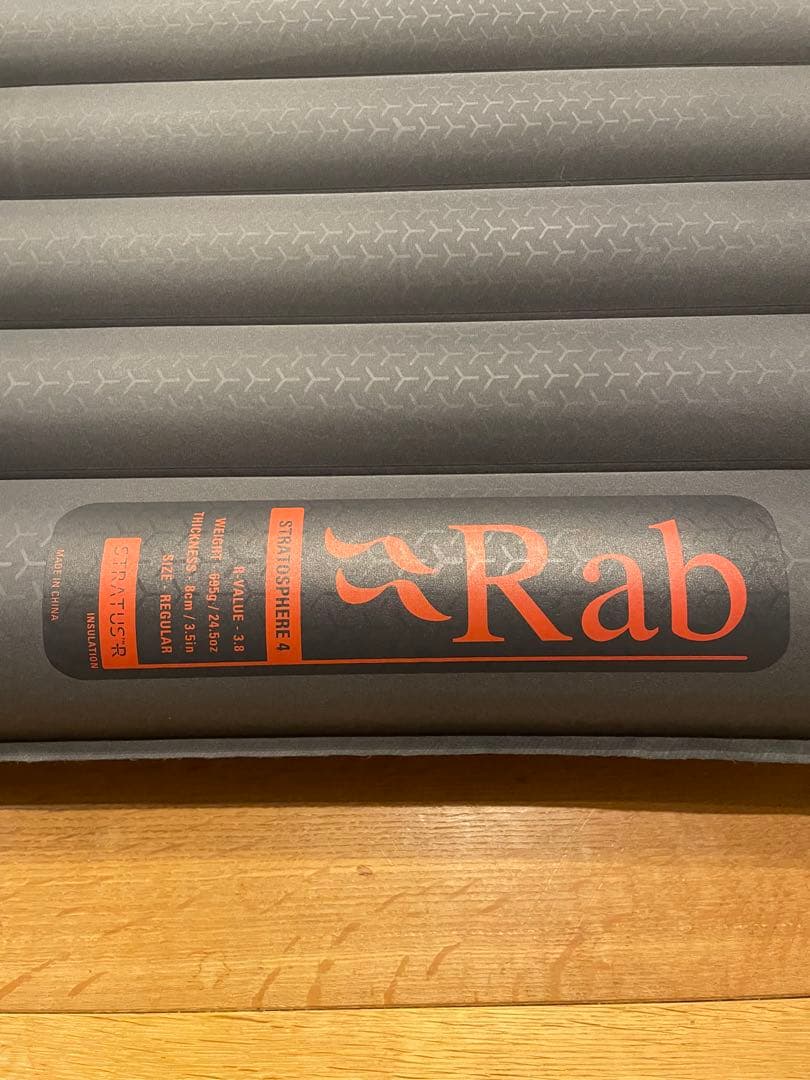 Rab
STRATOSPHERE 4
R-VALUE - 3.8
WEIGHT - 695g / 24.5oz
THICKNESS - 8cm / 3.5in
SIZE - REGULAR
STRATUS°R
INSULATION
MADE IN CHINA